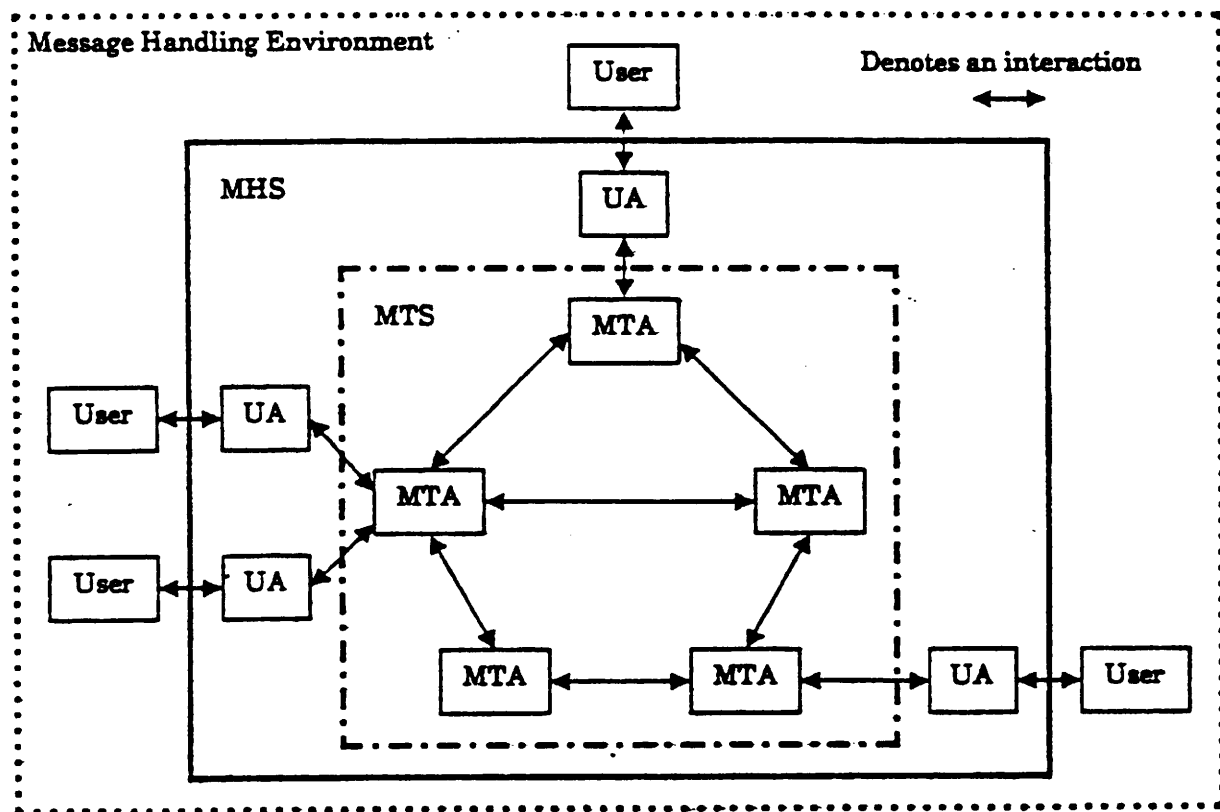 Message Handling Environment
User
Denotes an interaction
MHS
UA
MTS
MTA
User
UA
MTA
MTA
User
UA
MTA
MTA
UA
User